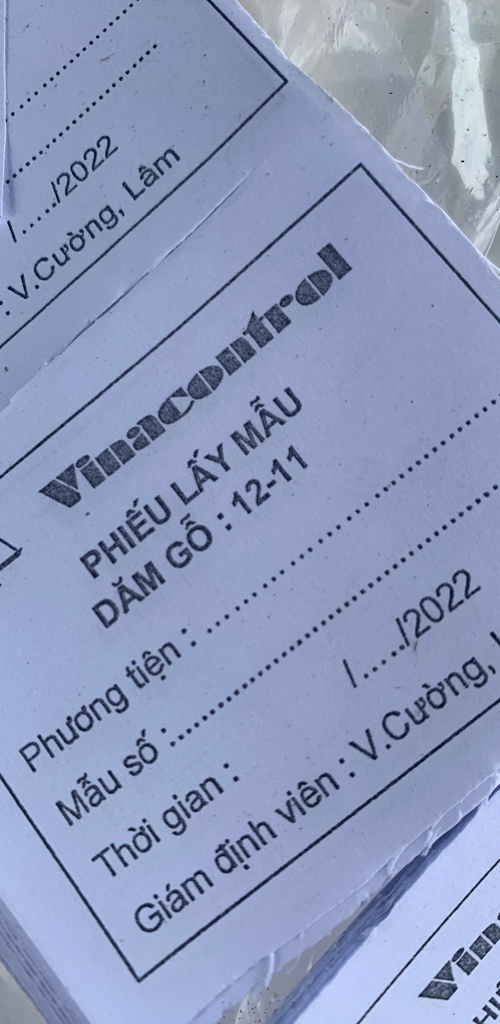 /...../2022
: V.Cường, Lâm
Vinacontrol
PHIẾU LẤY MẪU
DĂM GỖ : 12-11
Phương tiện :
Mẫu số :
Thời gian : /...../2022
Giám định viên : V.Cường,